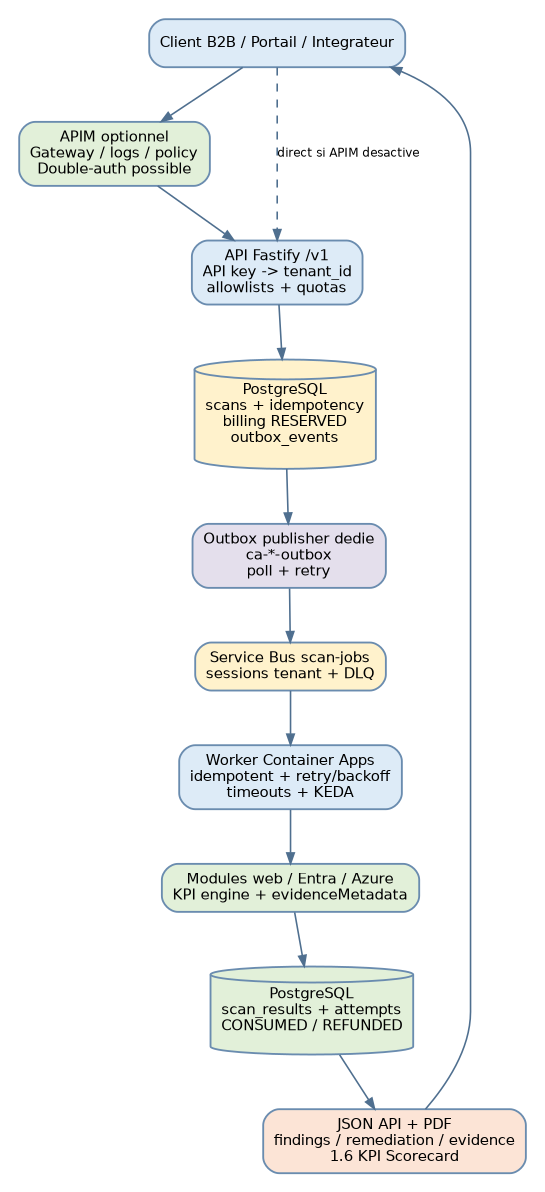 Client B2B / Portail / Integrateur
APIM optionnel
Gateway / logs / policy
Double-auth possible
direct si APIM desactive
API Fastify /v1
API key -> tenant_id
allowlists + quotas
PostgreSQL
scans + idempotency
billing RESERVED
outbox_events
Outbox publisher dedie
ca-*-outbox
poll + retry
Service Bus scan-jobs
sessions tenant + DLQ
Worker Container Apps
idempotent + retry/backoff
timeouts + KEDA
Modules web / Entra / Azure
KPI engine + evidenceMetadata
PostgreSQL
scan_results + attempts
CONSUMED / REFUNDED
JSON API + PDF
findings / remediation / evidence
1.6 KPI Scorecard